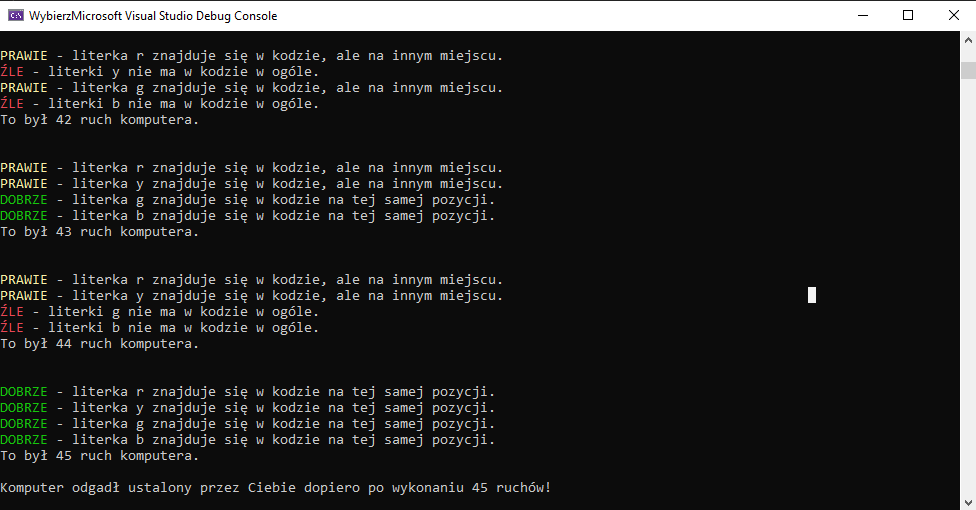 WybierzMicrosoft Visual Studio Debug Console
PRAWIE - literka r znajduje się w kodzie, ale na innym miejscu.
ŹLE - literki y nie ma w kodzie w ogóle.
PRAWIE - literka g znajduje się w kodzie, ale na innym miejscu.
ŹLE - literki b nie ma w kodzie w ogóle.
To był 42 ruch komputera.
PRAWIE - literka r znajduje się w kodzie, ale na innym miejscu.
PRAWIE - literka y znajduje się w kodzie, ale na innym miejscu.
DOBRZE - literka g znajduje się w kodzie na tej samej pozycji.
DOBRZE - literka b znajduje się w kodzie na tej samej pozycji.
To był 43 ruch komputera.
PRAWIE - literka r znajduje się w kodzie, ale na innym miejscu.
PRAWIE - literka y znajduje się w kodzie, ale na innym miejscu.
ŹLE - literki g nie ma w kodzie w ogóle.
ŹLE - literki b nie ma w kodzie w ogóle.
To był 44 ruch komputera.
DOBRZE - literka r znajduje się w kodzie na tej samej pozycji.
DOBRZE - literka y znajduje się w kodzie na tej samej pozycji.
DOBRZE - literka g znajduje się w kodzie na tej samej pozycji.
DOBRZE - literka b znajduje się w kodzie na tej samej pozycji.
To był 45 ruch komputera.
Komputer odgadł ustalony przez Ciebie dopiero po wykonaniu 45 ruchów!